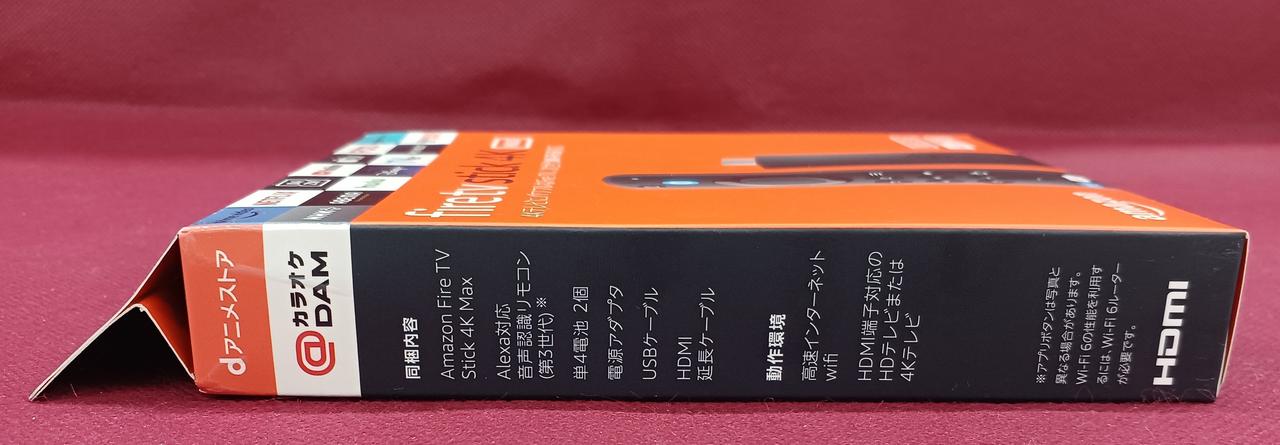 dアニメストア
@カラオケ
DAM
同梱内容
Amazon Fire TV
Stick 4K Max
Alexa対応
音声認識リモコン
(第3世代)※
単4電池 2個
電源アダプタ
USBケーブル
HDMI
延長ケーブル
動作環境
高速インターネット
wifi
HDMI端子対応の
HDテレビまたは
4Kテレビ
※アプリボタンは写真と
異なる場合があります。
Wi-Fi 6の性能を利用す
るには、Wi-Fi 6ルーター
が必要です。
HDMI
firetvstick 4K